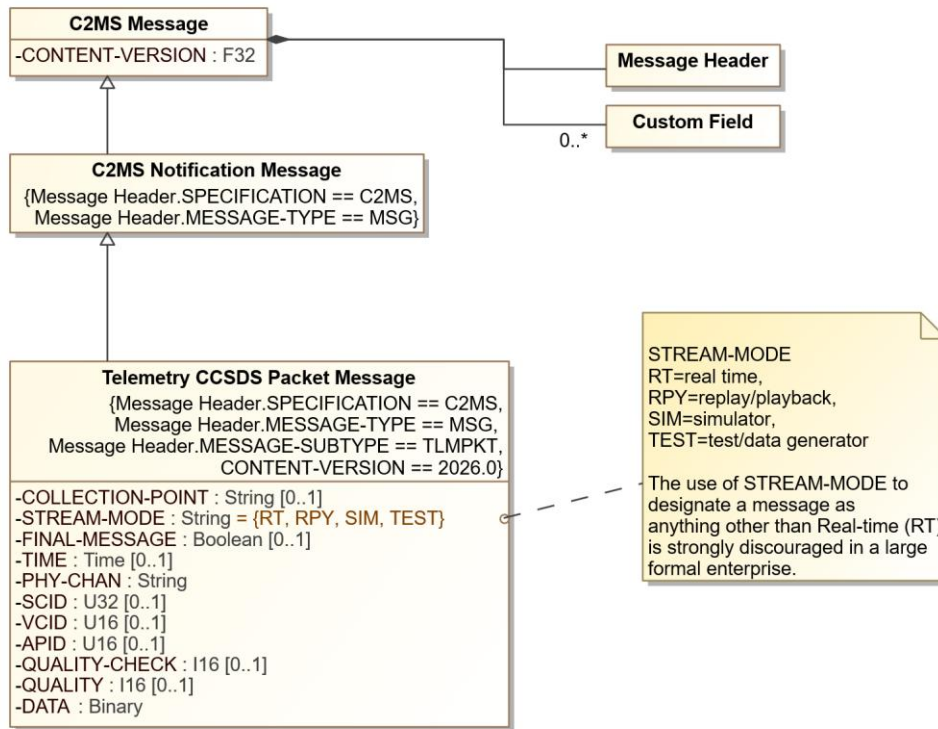 C2MS Message
-CONTENT-VERSION : F32
Message Header
Custom Field
0..*
C2MS Notification Message
{Message Header.SPECIFICATION == C2MS,
Message Header.MESSAGE-TYPE == MSG}
Telemetry CCSDS Packet Message
{Message Header.SPECIFICATION == C2MS,
Message Header.MESSAGE-TYPE == MSG,
Message Header.MESSAGE-SUBTYPE == TLMPKT,
CONTENT-VERSION == 2026.0}
-COLLECTION-POINT : String [0..1]
-STREAM-MODE : String = {RT, RPY, SIM, TEST}
-FINAL-MESSAGE : Boolean [0..1]
-TIME : Time [0..1]
-PHY-CHAN : String
-SCID : U32 [0..1]
-VCID : U16 [0..1]
-APID : U16 [0..1]
-QUALITY-CHECK : I16 [0..1]
-QUALITY : I16 [0..1]
-DATA : Binary
STREAM-MODE
RT=real time,
RPY=replay/playback,
SIM=simulator,
TEST=test/data generator
The use of STREAM-MODE to
designate a message as
anything other than Real-time (RT)
is strongly discouraged in a large
formal enterprise.